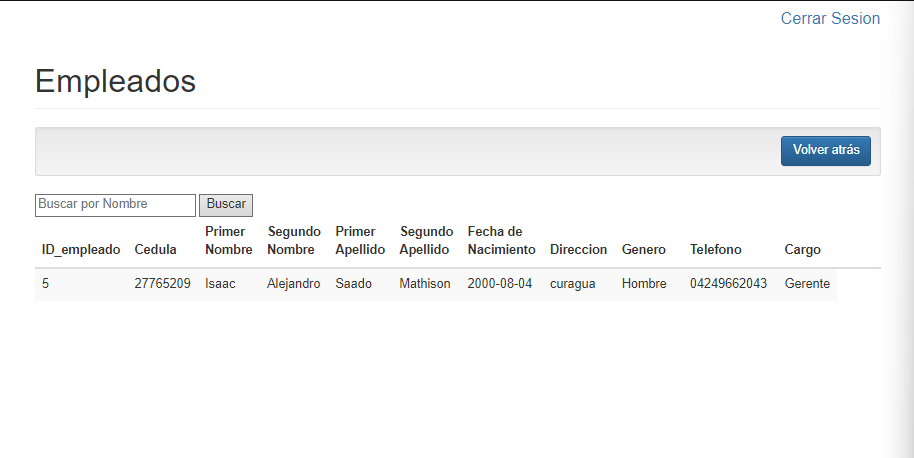 Cerrar Sesion
Empleados
Volver atrás
Buscar por Nombre Buscar
ID_empleado Cedula Primer Nombre Segundo Nombre Primer Apellido Segundo Apellido Fecha de Nacimiento Direccion Genero Telefono Cargo
5 27765209 Isaac Alejandro Saado Mathison 2000-08-04 curagua Hombre 04249662043 Gerente